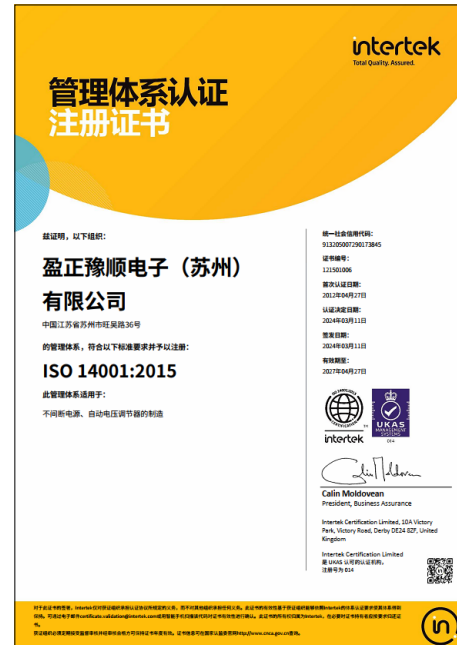 intertek
Total Quality. Assured.
管理体系认证
注册证书
兹证明，以下组织：
盈正豫顺电子（苏州）
有限公司
中国江苏省苏州市旺吴路36号
的管理体系，符合以下标准要求并予以注册：
ISO 14001:2015
此管理体系适用于：
不间断电源、自动电压调节器的制造
统一社会信用代码：
913205007290173845
证书编号：
121501006
首次认证日期：
2012年04月27日
认证决定日期：
2024年03月11日
签发日期：
2024年03月11日
有效期至：
2027年04月27日
intertek
UKAS
MANAGEMENT
SYSTEMS
014
Calin Moldovean
President, Business Assurance
Intertek Certification Limited, 10A Victory
Park, Victory Road, Derby DE24 8ZF, United
Kingdom
Intertek Certification Limited
是 UKAS 认可的认证机构，
注册号为 014